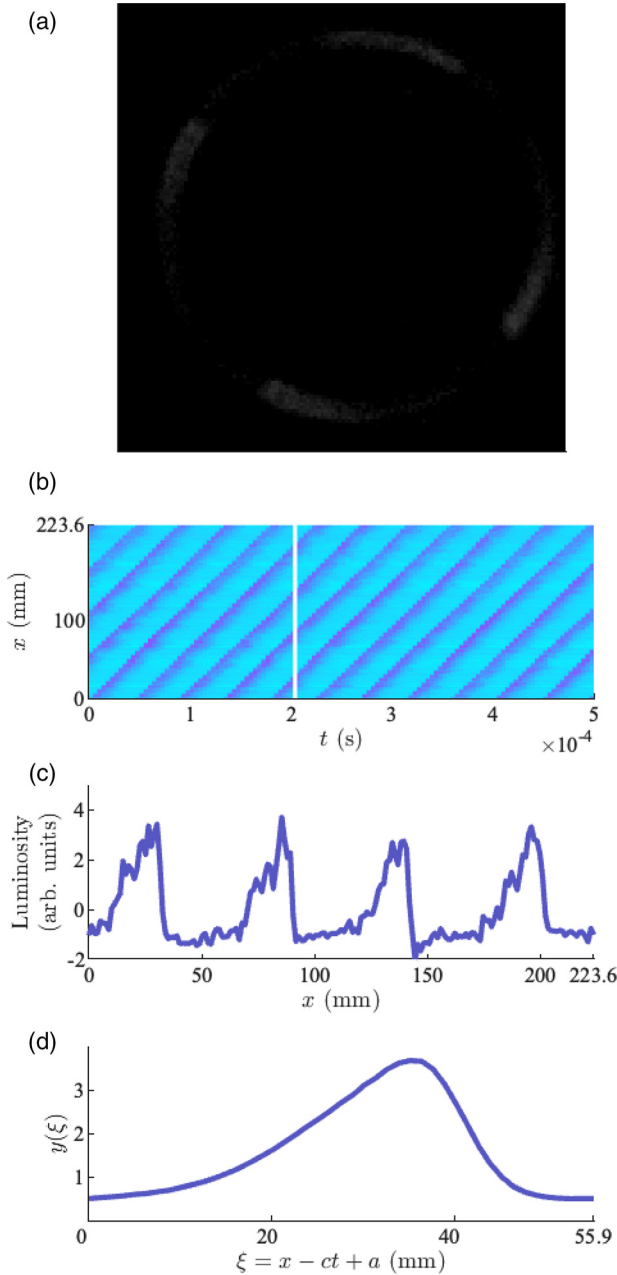 (a)
(b)
223.6
x (mm)
100
0
0 1 2 3 4 5
t (s)
×10⁻⁴
(c)
Luminosity
(arb. units)
4
2
0
-2
0 50 100 150 200 223.6
x (mm)
(d)
y(ξ)
3
2
1
0 20 40 55.9
ξ = x − ct + a (mm)